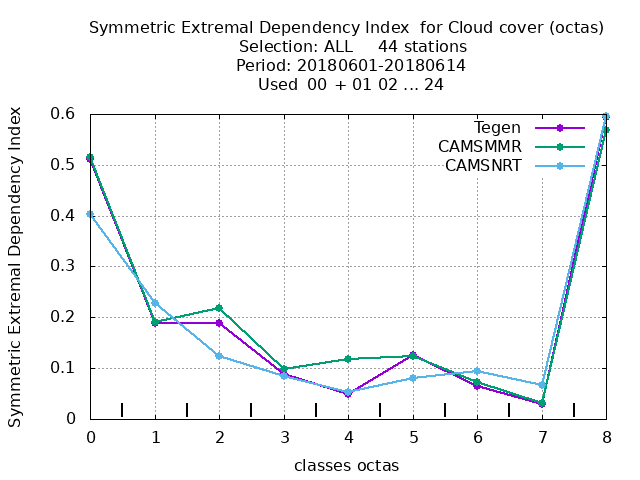 Symmetric Extremal Dependency Index  for Cloud cover (octas)
Selection: ALL     44 stations
Period: 20180601-20180614
Used  00  + 01 02 ... 24
Symmetric Extremal Dependency Index
0.6
0.5
0.4
0.3
0.2
0.1
0
Tegen
CAMSMMR
CAMSNRT
0 1 2 3 4 5 6 7 8
classes octas